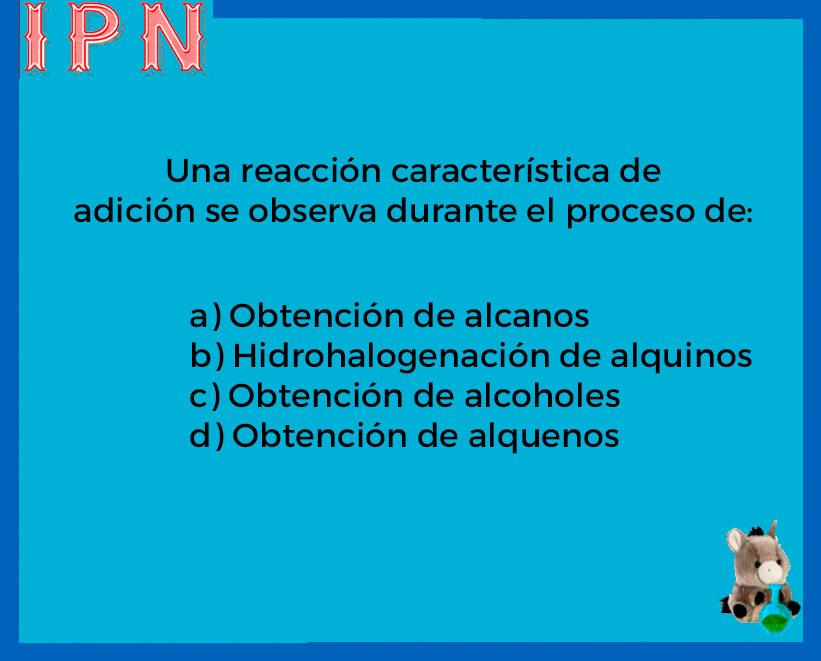 IPN
Una reacción característica de
adición se observa durante el proceso de:
a) Obtención de alcanos
b) Hidrohalogenación de alquinos
c) Obtención de alcoholes
d) Obtención de alquenos